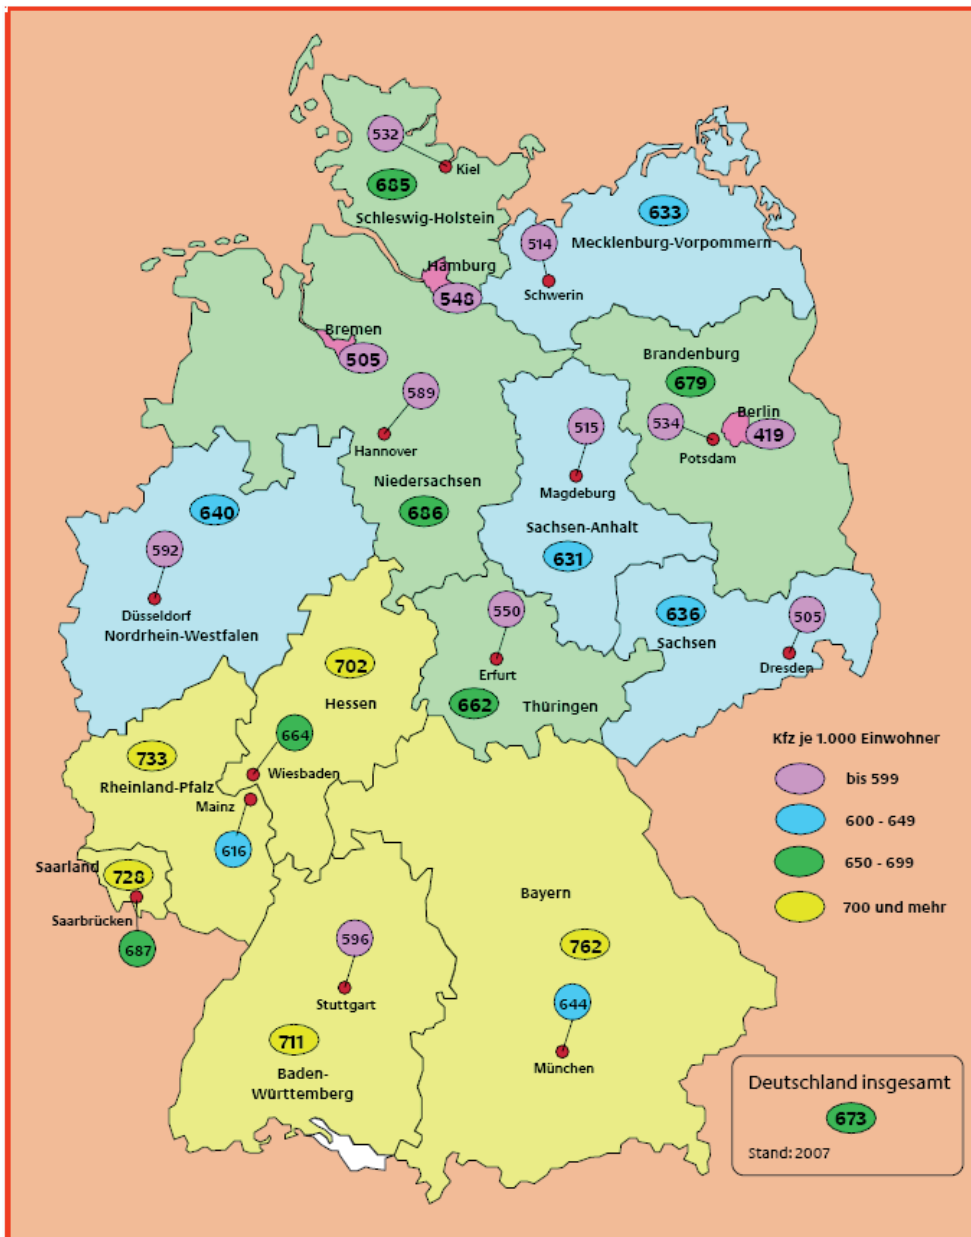 532
Kiel
685
Schleswig-Holstein
633
Mecklenburg-Vorpommern
514
Schwerin
Hamburg
548
Bremen
505
589
Hannover
Brandenburg
679
534
Potsdam
Berlin
419
515
Magdeburg
Niedersachsen
686
Sachsen-Anhalt
631
640
592
Düsseldorf
Nordrhein-Westfalen
550
Erfurt
662
Thüringen
636
Sachsen
505
Dresden
702
Hessen
664
Wiesbaden
733
Rheinland-Pfalz
Mainz
616
Saarland
728
Saarbrücken
687
Bayern
762
644
München
596
Stuttgart
711
Baden-
Württemberg
Kfz je 1.000 Einwohner
bis 599
600 - 649
650 - 699
700 und mehr
Deutschland insgesamt
673
Stand: 2007